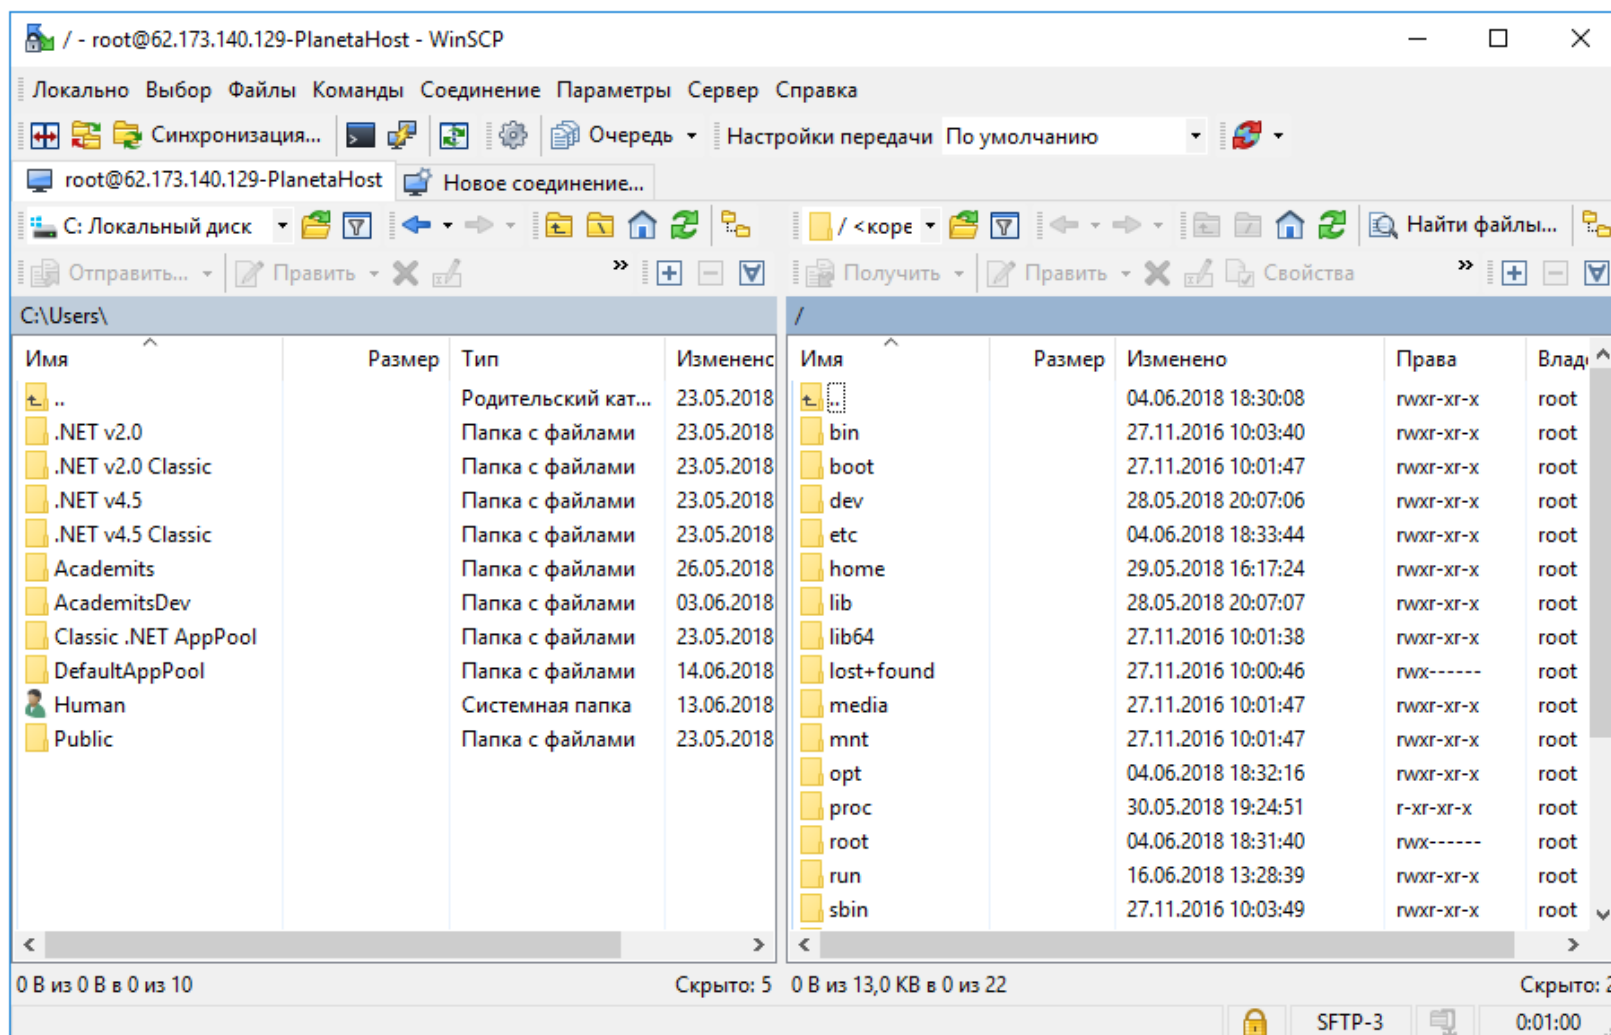 / - root@62.173.140.129-PlanetaHost - WinSCP
Локально Выбор Файлы Команды Соединение Параметры Сервер Справка
Синхронизация... Очередь Настройки передачи По умолчанию
root@62.173.140.129-PlanetaHost Новое соединение...
C: Локальный диск / <коре Найти файлы...
Отправить... Править » Получить Править Свойства »
C:\Users\ /
Имя Размер Тип Измененс Имя Размер Изменено Права Влад
.. Родительский кат... 23.05.2018 .. 04.06.2018 18:30:08 rwxr-xr-x root
.NET v2.0 Папка с файлами 23.05.2018 bin 27.11.2016 10:03:40 rwxr-xr-x root
.NET v2.0 Classic Папка с файлами 23.05.2018 boot 27.11.2016 10:01:47 rwxr-xr-x root
.NET v4.5 Папка с файлами 23.05.2018 dev 28.05.2018 20:07:06 rwxr-xr-x root
.NET v4.5 Classic Папка с файлами 23.05.2018 etc 04.06.2018 18:33:44 rwxr-xr-x root
Academits Папка с файлами 26.05.2018 home 29.05.2018 16:17:24 rwxr-xr-x root
AcademitsDev Папка с файлами 03.06.2018 lib 28.05.2018 20:07:07 rwxr-xr-x root
Classic .NET AppPool Папка с файлами 23.05.2018 lib64 27.11.2016 10:01:38 rwxr-xr-x root
DefaultAppPool Папка с файлами 14.06.2018 lost+found 27.11.2016 10:00:46 rwx------ root
Human Системная папка 13.06.2018 media 27.11.2016 10:01:47 rwxr-xr-x root
Public Папка с файлами 23.05.2018 mnt 27.11.2016 10:01:47 rwxr-xr-x root
opt 04.06.2018 18:32:16 rwxr-xr-x root
proc 30.05.2018 19:24:51 r-xr-xr-x root
root 04.06.2018 18:31:40 rwx------ root
run 16.06.2018 13:28:39 rwxr-xr-x root
sbin 27.11.2016 10:03:49 rwxr-xr-x root
0 B из 0 B в 0 из 10 Скрыто: 5 0 B из 13,0 KB в 0 из 22 Скрыто: 2
SFTP-3 0:01:00